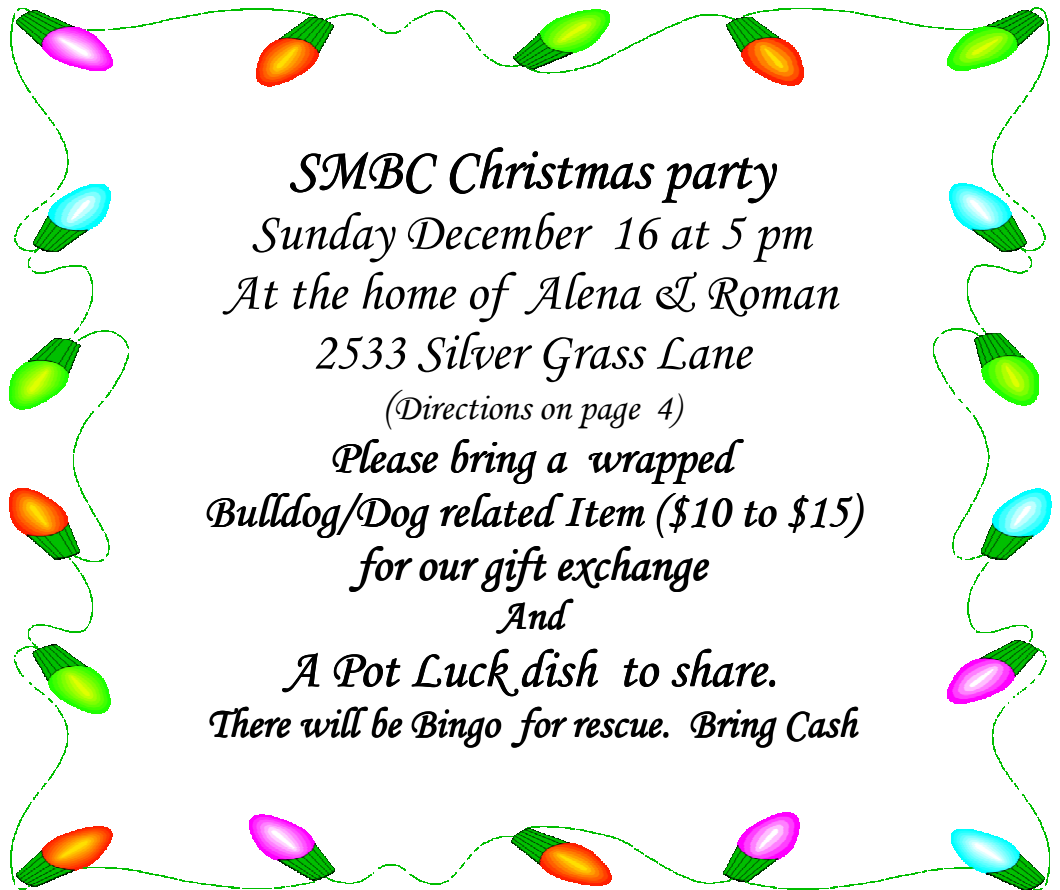 SMBC Christmas party
Sunday December 16 at 5 pm
At the home of Alena & Roman
2533 Silver Grass Lane
(Directions on page 4)
Please bring a wrapped
Bulldog/Dog related Item ($10 to $15)
for our gift exchange
And
A Pot Luck dish to share.
There will be Bingo for rescue. Bring Cash